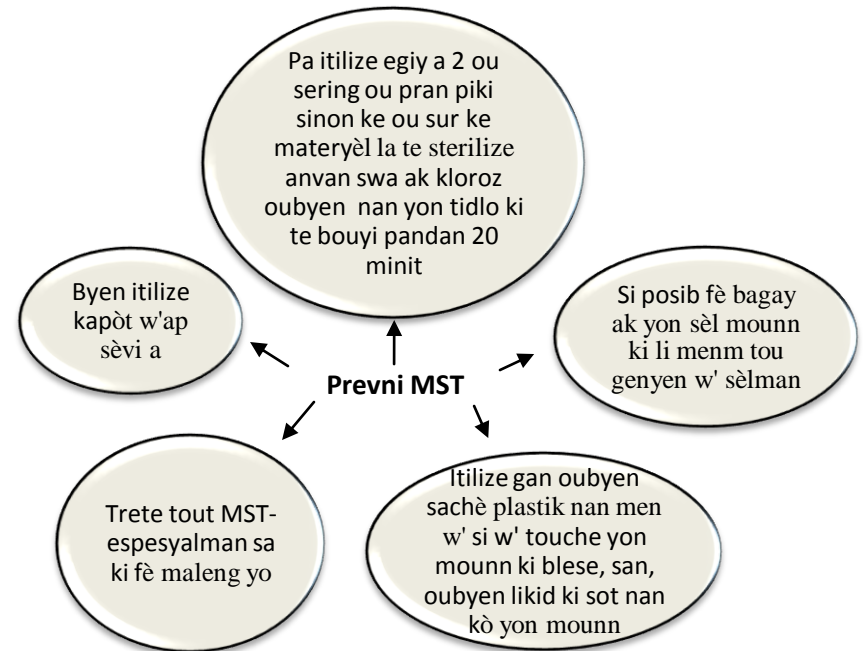 Pa itilize egiy a 2 ou
sering ou pran piki
sinon ke ou sur ke
materyèl la te sterilize
anvan swa ak kloroz
oubyen nan yon tidlo ki
te bouyi pandan 20
minit
Byen itilize
kapòt w'ap
sèvi a
Si posib fè bagay
ak yon sèl mounn
ki li menm tou
genyen w' sèlman
Prevni MST
Trete tout MST-
espesyalman sa
ki fè maleng yo
Itilize gan oubyen
sachè plastik nan men
w' si w' touche yon
mounn ki blese, san,
oubyen likid ki sot nan
kò yon mounn